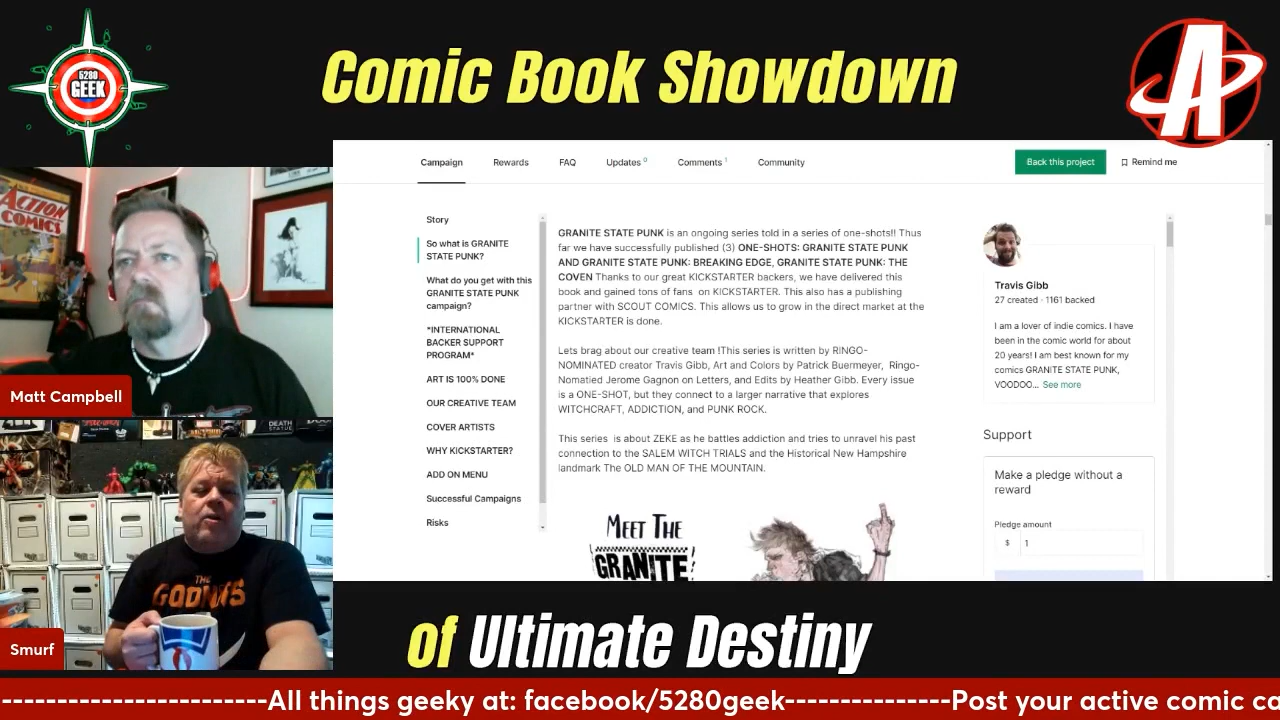 Comic Book Showdown
5280
GEEK
A
Campaign
Rewards
FAQ
Updates 0
Comments 1
Community
Back this project
Remind me
ACTION
COMICS
Matt Campbell
DEATH
STATUE
THE
Smurf
Story
So what is GRANITE
STATE PUNK?
What do you get with this
GRANITE STATE PUNK
campaign?
*INTERNATIONAL
BACKER SUPPORT
PROGRAM*
ART IS 100% DONE
OUR CREATIVE TEAM
COVER ARTISTS
WHY KICKSTARTER?
ADD ON MENU
Successful Campaigns
Risks
GRANITE STATE PUNK is an ongoing series told in a series of one-shots!! Thus
far we have successfully published (3) ONE-SHOTS: GRANITE STATE PUNK
AND GRANITE STATE PUNK: BREAKING EDGE, GRANITE STATE PUNK: THE
COVEN Thanks to our great KICKSTARTER backers, we have delivered this
book and gained tons of fans on KICKSTARTER. This also has a publishing
partner with SCOUT COMICS. This allows us to grow in the direct market at the
KICKSTARTER is done.
Lets brag about our creative team !This series is written by RINGO-
NOMINATED creator Travis Gibb, Art and Colors by Patrick Buermeyer, Ringo-
Nomatied Jerome Gagnon on Letters, and Edits by Heather Gibb. Every issue
is a ONE-SHOT, but they connect to a larger narrative that explores
WITCHCRAFT, ADDICTION, and PUNK ROCK.
This series is about ZEKE as he battles addiction and tries to unravel his past
connection to the SALEM WITCH TRIALS and the Historical New Hampshire
landmark The OLD MAN OF THE MOUNTAIN.
MEET THE
GRANITE
Travis Gibb
27 created · 1161 backed
I am a lover of indie comics. I have
been in the comic world for about
20 years! I am best known for my
comics GRANITE STATE PUNK,
VOODOO... See more
Support
Make a pledge without a
reward
Pledge amount
$ 1
of Ultimate Destiny
------------------------All things geeky at: facebook/5280geek---------------Post your active comic